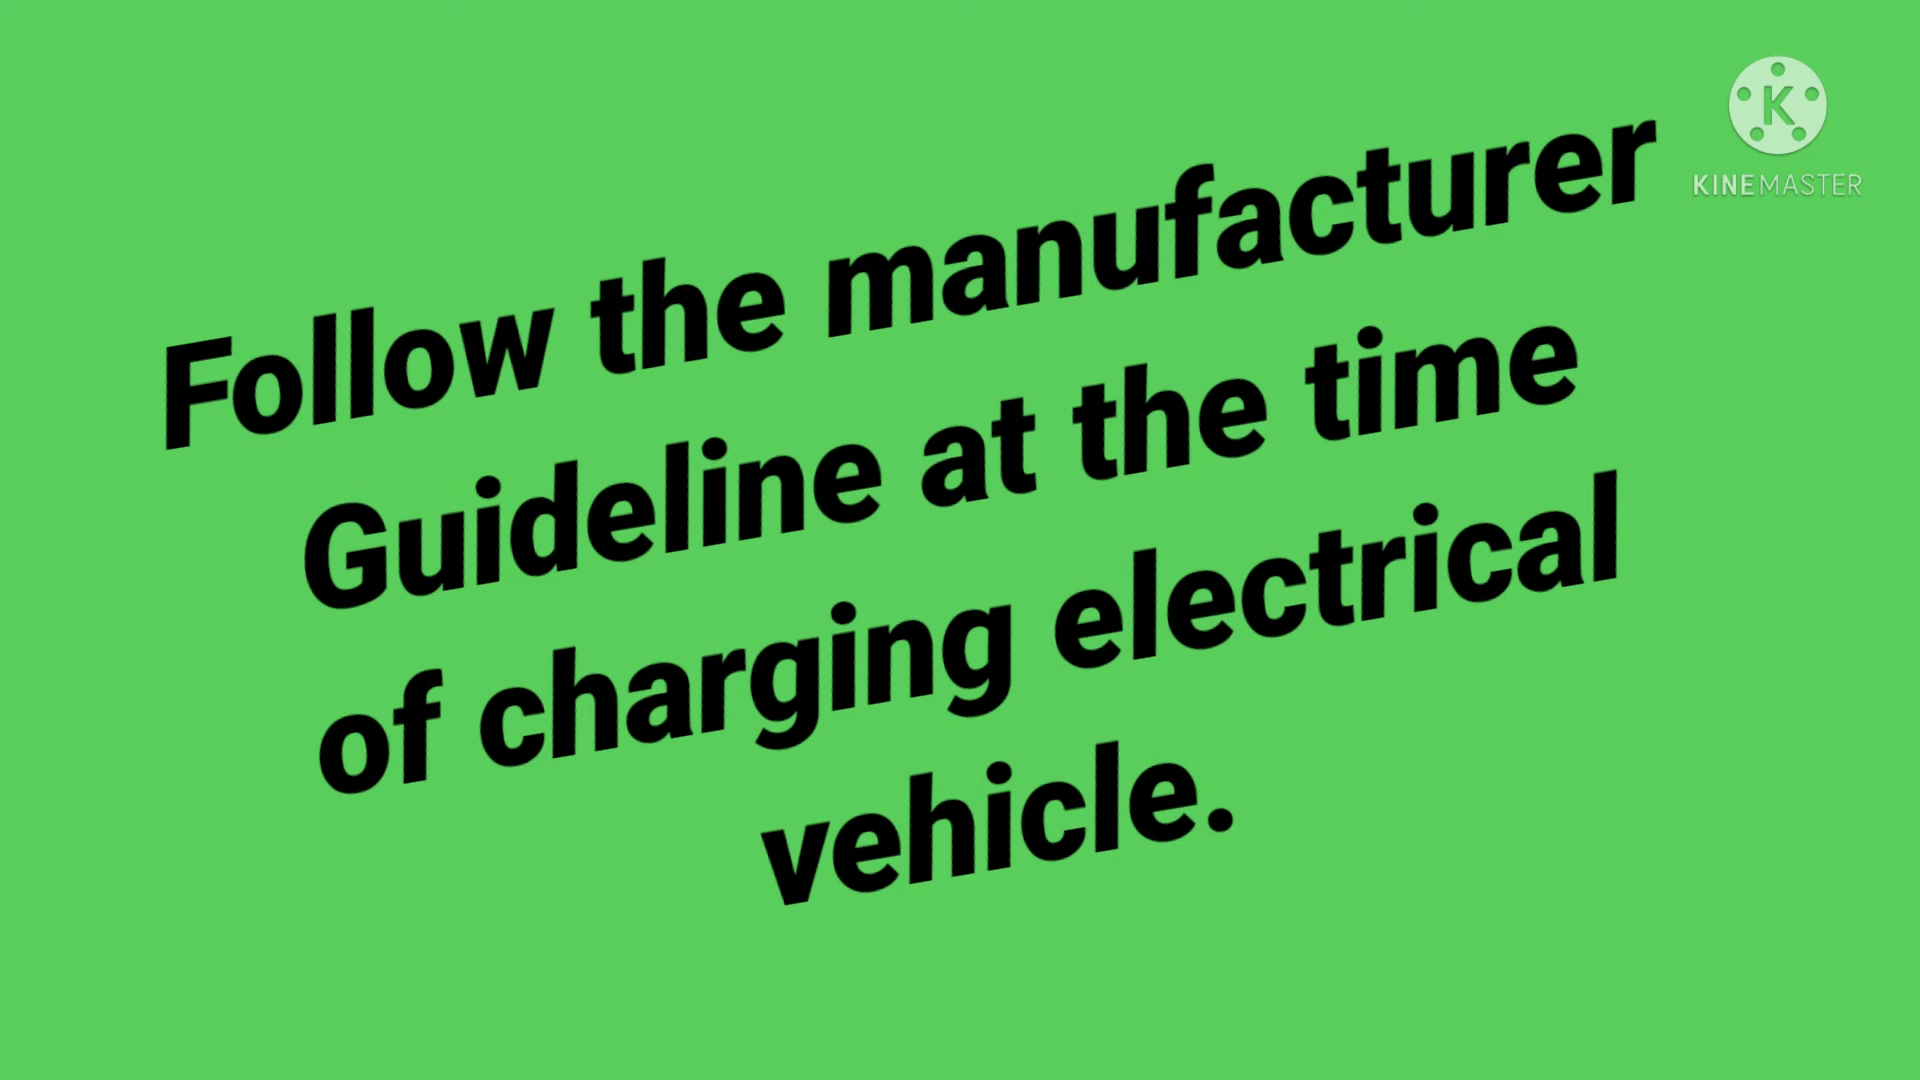 K
KINEMASTER
Follow the manufacturer
Guideline at the time
of charging electrical
vehicle.